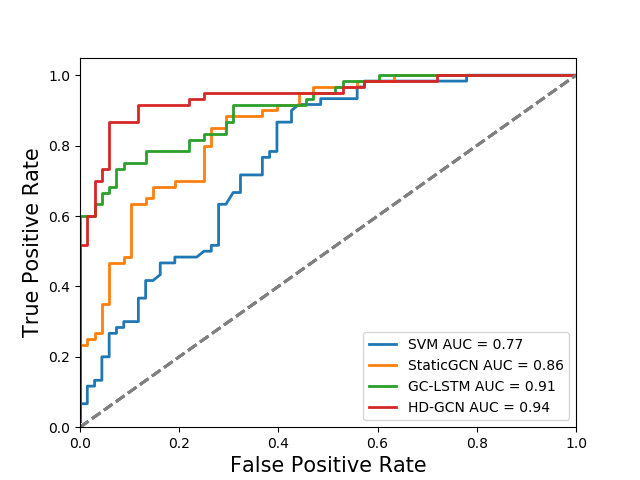 True Positive Rate
1.0
0.8
0.6
0.4
0.2
0.0
SVM AUC = 0.77
StaticGCN AUC = 0.86
GC-LSTM AUC = 0.91
HD-GCN AUC = 0.94
0.0 0.2 0.4 0.6 0.8 1.0
False Positive Rate